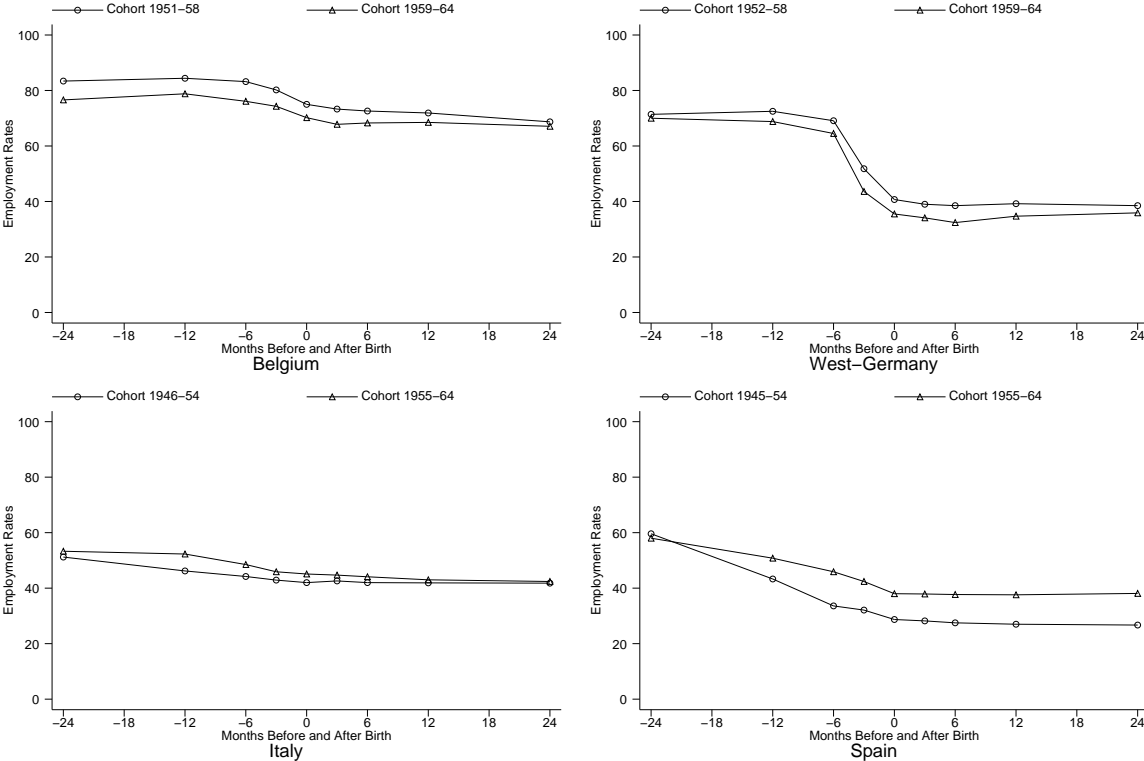 Cohort 1951−58 Cohort 1959−64
100
80
60
40
20
0
Employment Rates
−24 −18 −12 −6 0 6 12 18 24
Months Before and After Birth
Belgium
Cohort 1952−58 Cohort 1959−64
100
80
60
40
20
0
Employment Rates
−24 −18 −12 −6 0 6 12 18 24
Months Before and After Birth
West−Germany
Cohort 1946−54 Cohort 1955−64
100
80
60
40
20
0
Employment Rates
−24 −18 −12 −6 0 6 12 18 24
Months Before and After Birth
Italy
Cohort 1945−54 Cohort 1955−64
100
80
60
40
20
0
Employment Rates
−24 −18 −12 −6 0 6 12 18 24
Months Before and After Birth
Spain